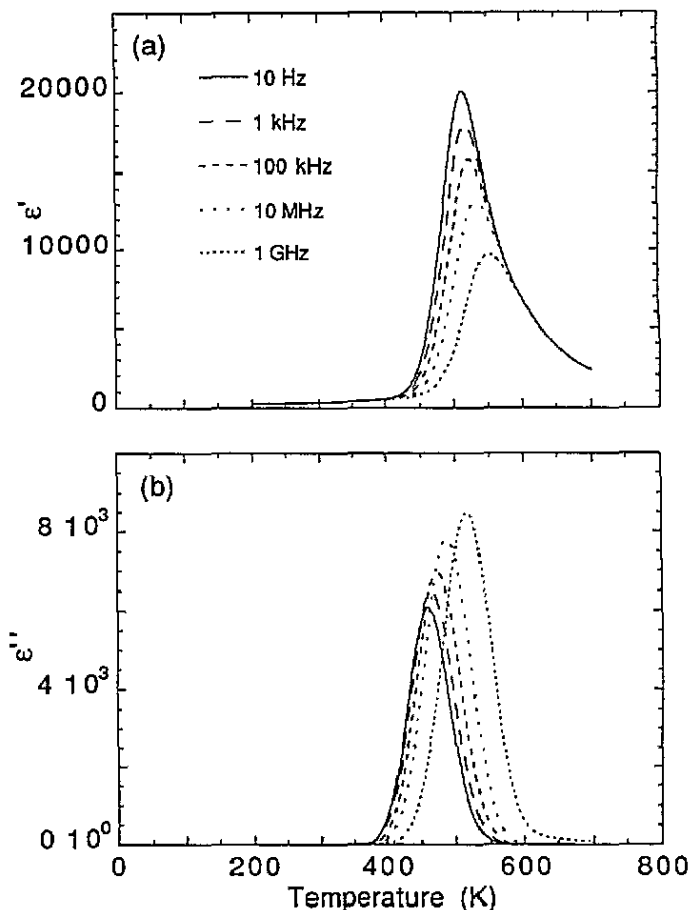 (a)
10 Hz
1 kHz
100 kHz
10 MHz
1 GHz
20000
10000
0
ε'
(b)
8 10³
4 10³
0 10⁰
ε''
0 200 400 600 800
Temperature (K)